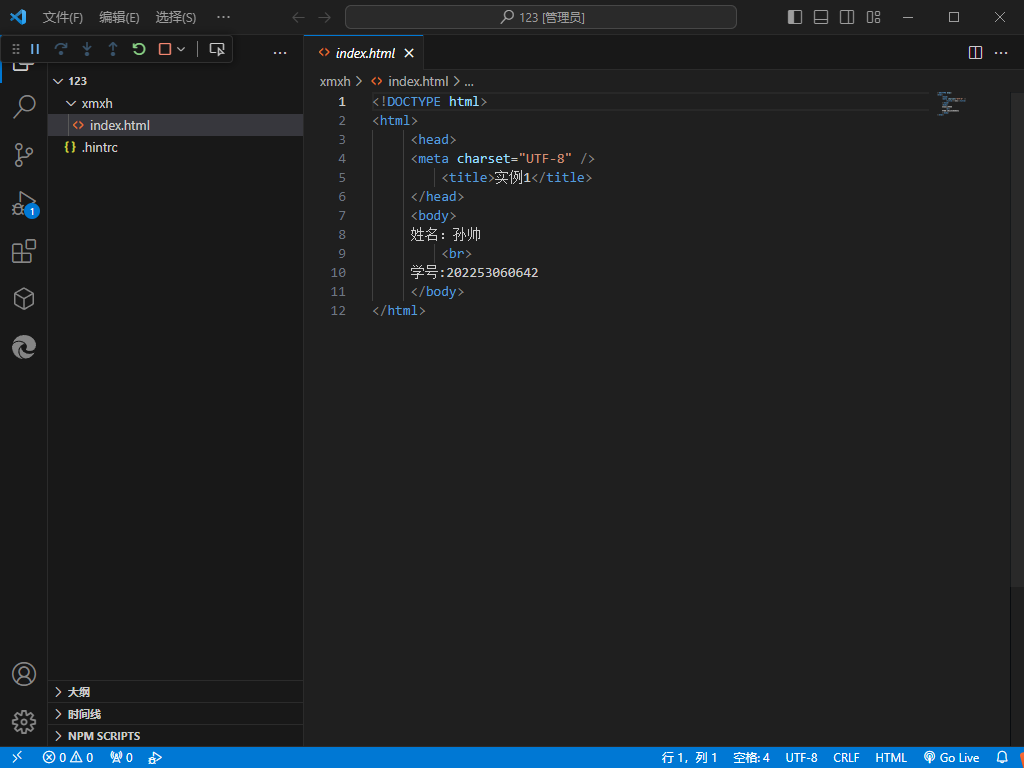 文件(F) 编辑(E) 选择(S) ··· 123 [管理员]
··· index.html ···
123
xmxh
index.html
.hintrc
xmxh > index.html > ...
1 <!DOCTYPE html>
2 <html>
3 <head>
4 <meta charset="UTF-8" />
5 <title>实例1</title>
6 </head>
7 <body>
8 姓名: 孙帅
9 <br>
10 学号:202253060642
11 </body>
12 </html>
1
大纲
时间线
NPM SCRIPTS
0 0 0 行 1, 列 1 空格: 4 UTF-8 CRLF HTML Go Live